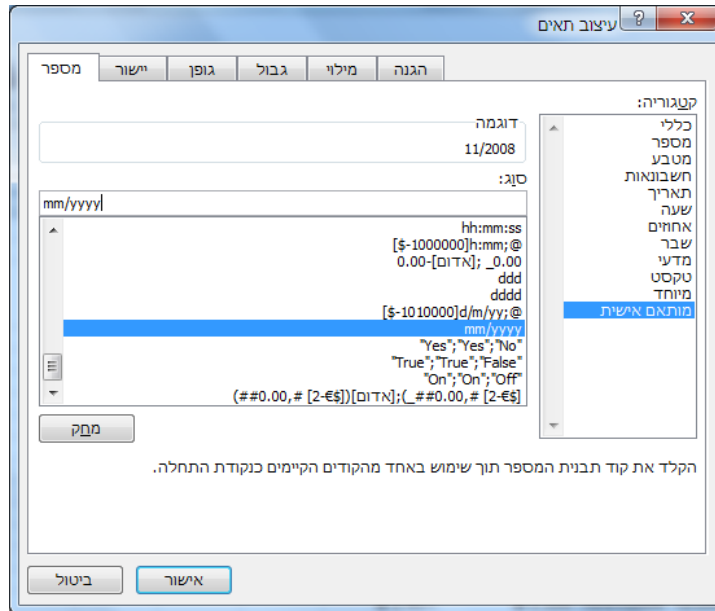 עיצוב תאים
מספר
יישור
גופן
גבול
מילוי
הגנה
קטגוריה:
כללי
מספר
מטבע
חשבונאות
תאריך
שעה
אחוזים
שבר
מדעי
טקסט
מיוחד
מותאם אישית
דוגמה
11/2008
סוג:
mm/yyyy
hh:mm:ss
[$-1000000]h:mm;@
0.00_ ;[אדום]-0.00
ddd
dddd
[$-1010000]d/m/yy;@
mm/yyyy
"Yes";"Yes";"No"
"True";"True";"False"
"On";"On";"Off"
[$€-2] #,##0.00_);[אדום]([$€-2] #,##0.00)
מחק
הקלד את קוד תבנית המספר תוך שימוש באחד מהקודים הקיימים כנקודת התחלה.
אישור
ביטול